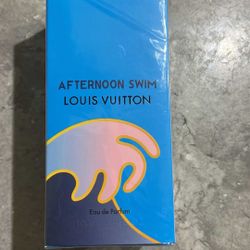 AFTERNOON SWIM
LOUIS VUITTON
Eau de Parfum